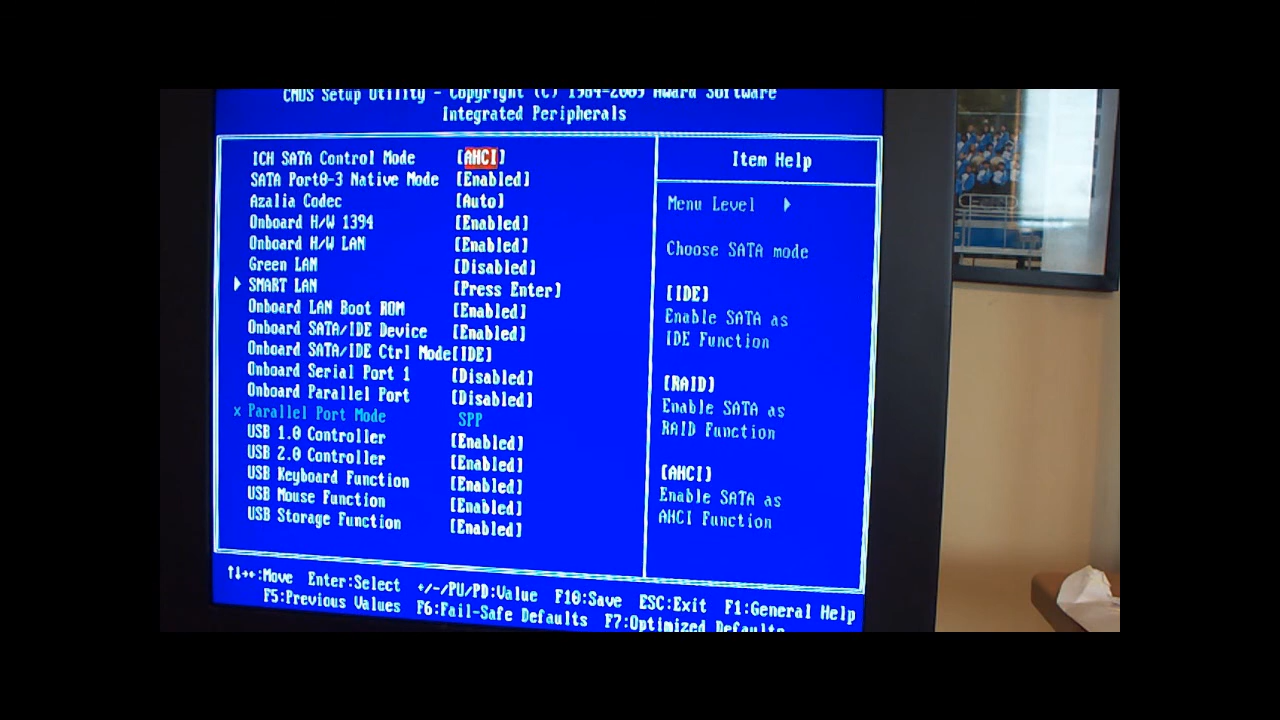 CMOS Setup Utility - Copyright (C) 1984-2009 Award Software
Integrated Peripherals
ICH SATA Control Mode [AHCI]
SATA Port0-3 Native Mode [Enabled]
Azalia Codec [Auto]
Onboard H/W 1394 [Enabled]
Onboard H/W LAN [Enabled]
Green LAN [Disabled]
SMART LAN [Press Enter]
Onboard LAN Boot ROM [Enabled]
Onboard SATA/IDE Device [Enabled]
Onboard SATA/IDE Ctrl Mode[IDE]
Onboard Serial Port 1 [Disabled]
Onboard Parallel Port [Disabled]
x Parallel Port Mode SPP
USB 1.0 Controller [Enabled]
USB 2.0 Controller [Enabled]
USB Keyboard Function [Enabled]
USB Mouse Function [Enabled]
USB Storage Function [Enabled]
Item Help
Menu Level
Choose SATA mode
[IDE]
Enable SATA as
IDE Function
[RAID]
Enable SATA as
RAID Function
[AHCI]
Enable SATA as
AHCI Function
↑↓→←:Move Enter:Select +/-/PU/PD:Value F10:Save ESC:Exit F1:General Help
F5:Previous Values F6:Fail-Safe Defaults F7:Optimized Defaults